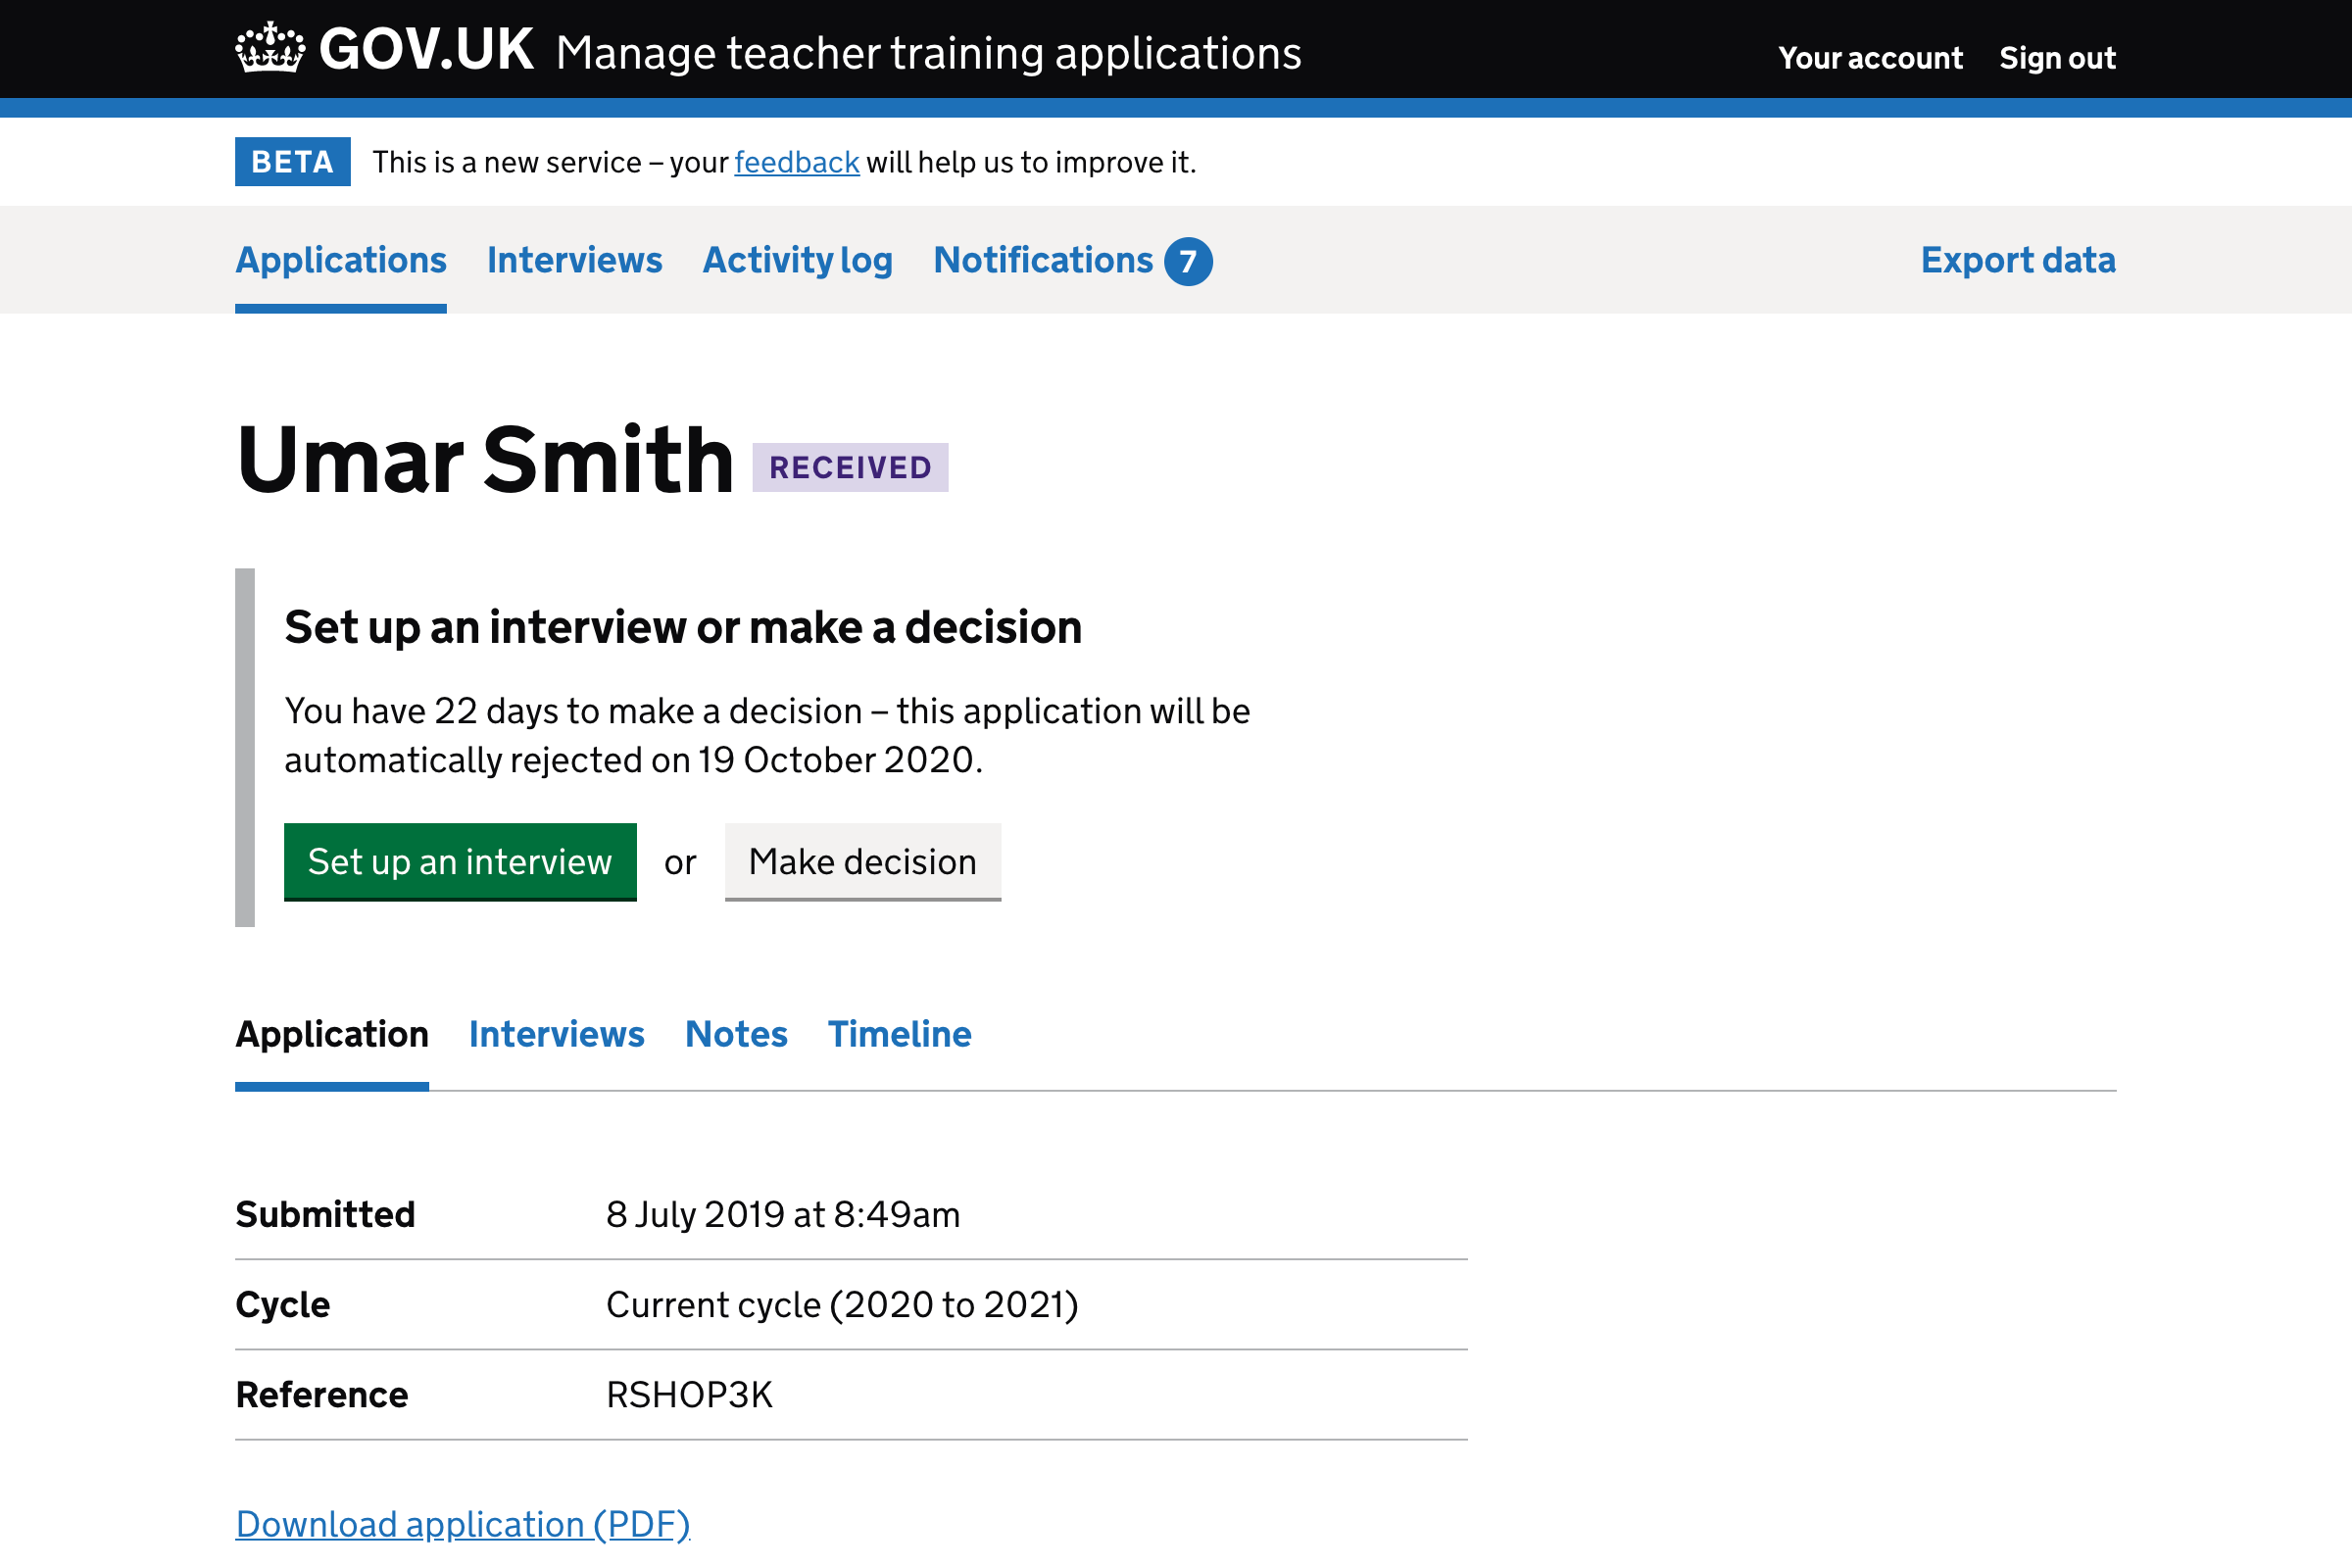 GOV.UK Manage teacher training applications Your account Sign out
BETA This is a new service – your feedback will help us to improve it.
Applications Interviews Activity log Notifications 7 Export data
Umar Smith RECEIVED
Set up an interview or make a decision
You have 22 days to make a decision – this application will be
automatically rejected on 19 October 2020.
Set up an interview or Make decision
Application Interviews Notes Timeline
Submitted 8 July 2019 at 8:49am
Cycle Current cycle (2020 to 2021)
Reference RSHOP3K
Download application (PDF)